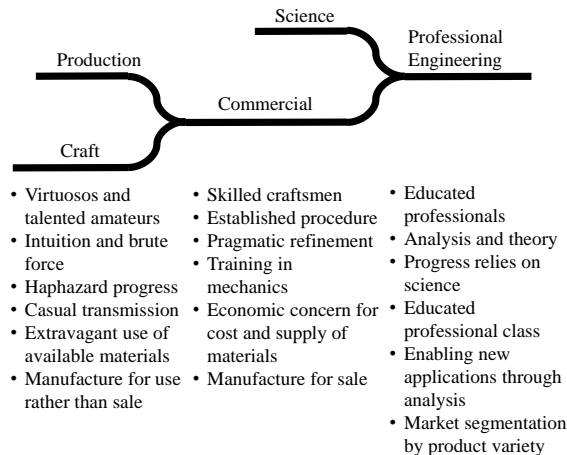 Science
Professional
Engineering
Production
Commercial
Craft
• Virtuosos and
talented amateurs
• Intuition and brute
force
• Haphazard progress
• Casual transmission
• Extravagant use of
available materials
• Manufacture for use
rather than sale
• Skilled craftsmen
• Established procedure
• Pragmatic refinement
• Training in
mechanics
• Economic concern for
cost and supply of
materials
• Manufacture for sale
• Educated
professionals
• Analysis and theory
• Progress relies on
science
• Educated
professional class
• Enabling new
applications through
analysis
• Market segmentation
by product variety